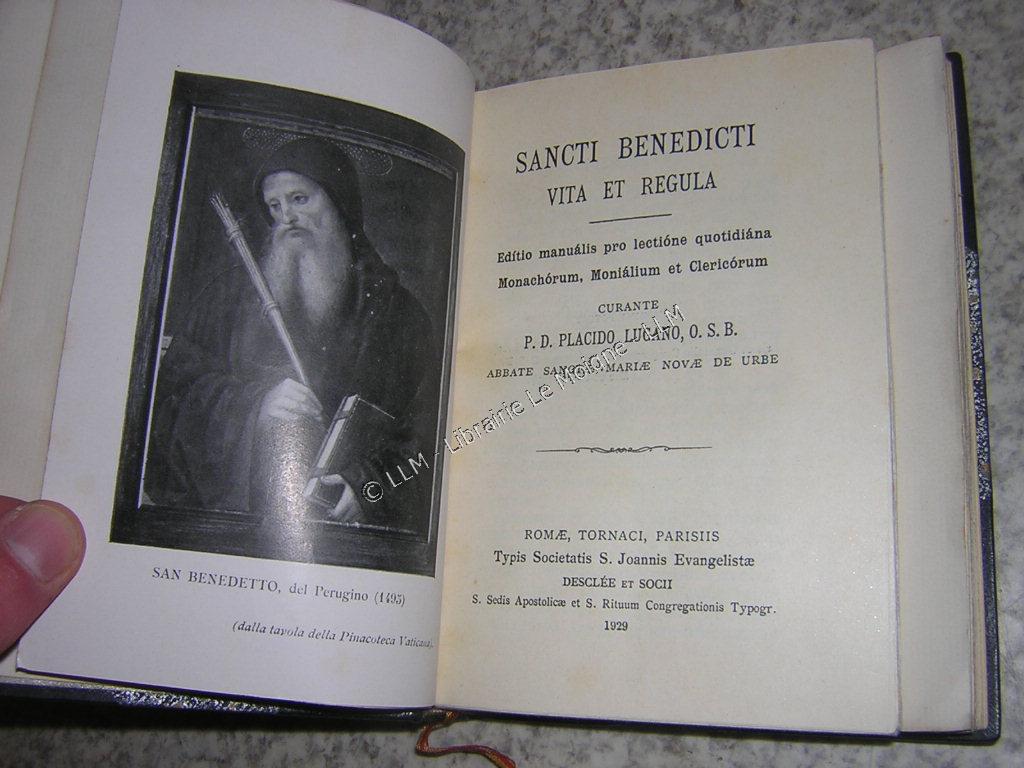 SAN BENEDETTO, del Perugino (1495)
(dalla tavola della Pinacoteca Vaticana).
SANCTI BENEDICTI
VITA ET REGULA
Edítio manuális pro lectióne quotidiána
Monachórum, Moniálium et Clericórum
CURANTE
P. D. PLACIDO LUGANO, O. S. B.
ABBATE SANCTÆ MARIÆ NOVÆ DE URBE
ROMÆ, TORNACI, PARISIIS
Typis Societatis S. Joannis Evangelistæ
DESCLÉE ET SOCII
S. Sedis Apostolicæ et S. Rituum Congregationis Typogr.
1929
© LLM - Librairie Le Moigne - LLM